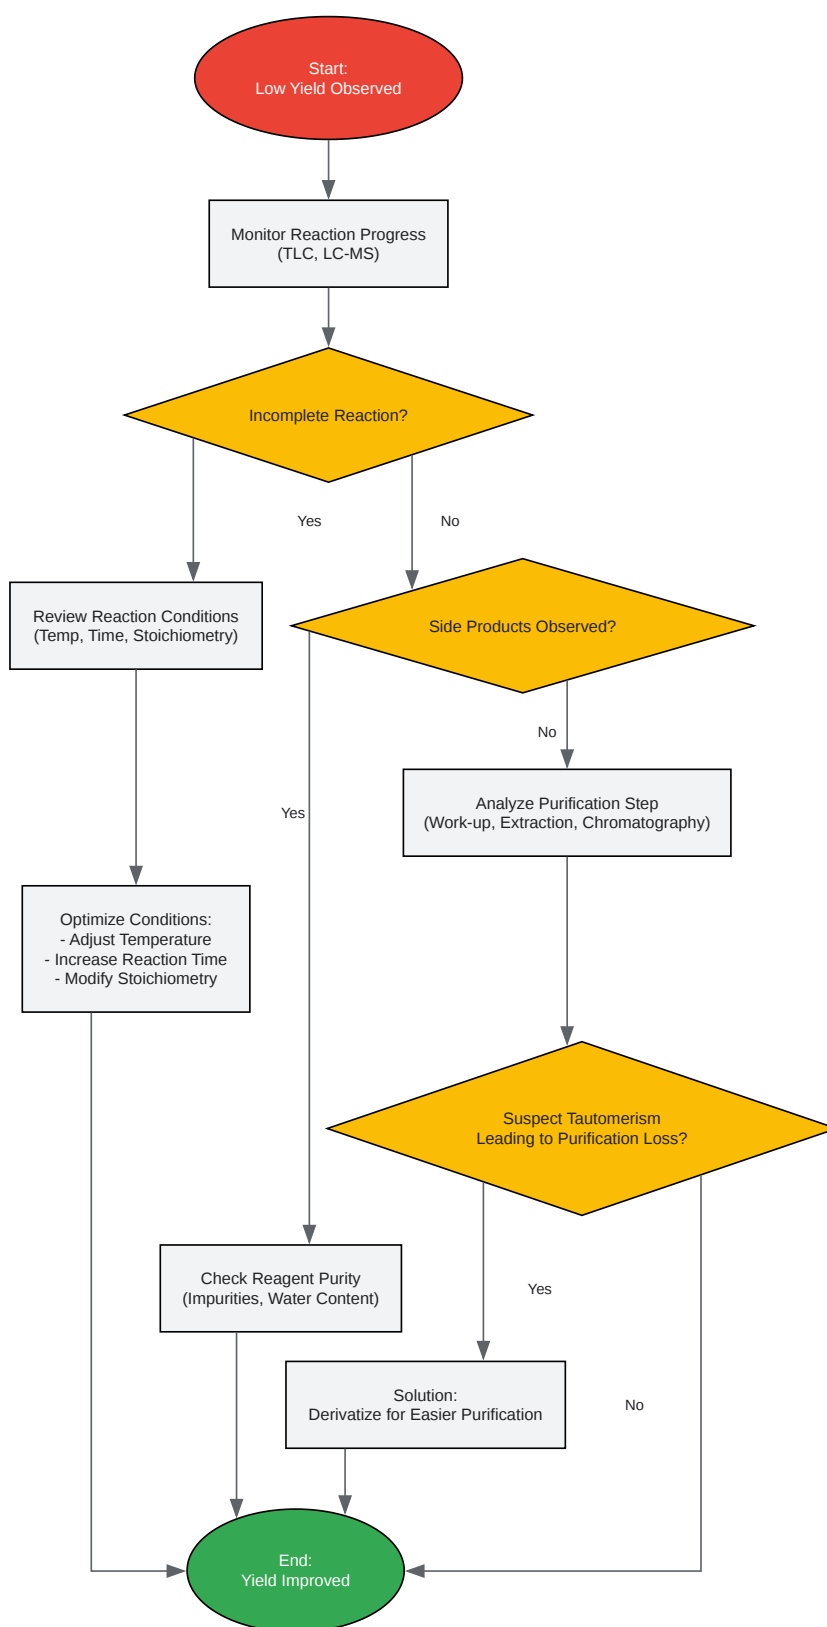 Start:
Low Yield Observed
Monitor Reaction Progress
(TLC, LC-MS)
Incomplete Reaction?
Yes
No
Review Reaction Conditions
(Temp, Time, Stoichiometry)
Side Products Observed?
No
Yes
Analyze Purification Step
(Work-up, Extraction, Chromatography)
Optimize Conditions:
- Adjust Temperature
- Increase Reaction Time
- Modify Stoichiometry
Suspect Tautomerism
Leading to Purification Loss?
Check Reagent Purity
(Impurities, Water Content)
Yes
Solution:
Derivatize for Easier Purification
No
End:
Yield Improved